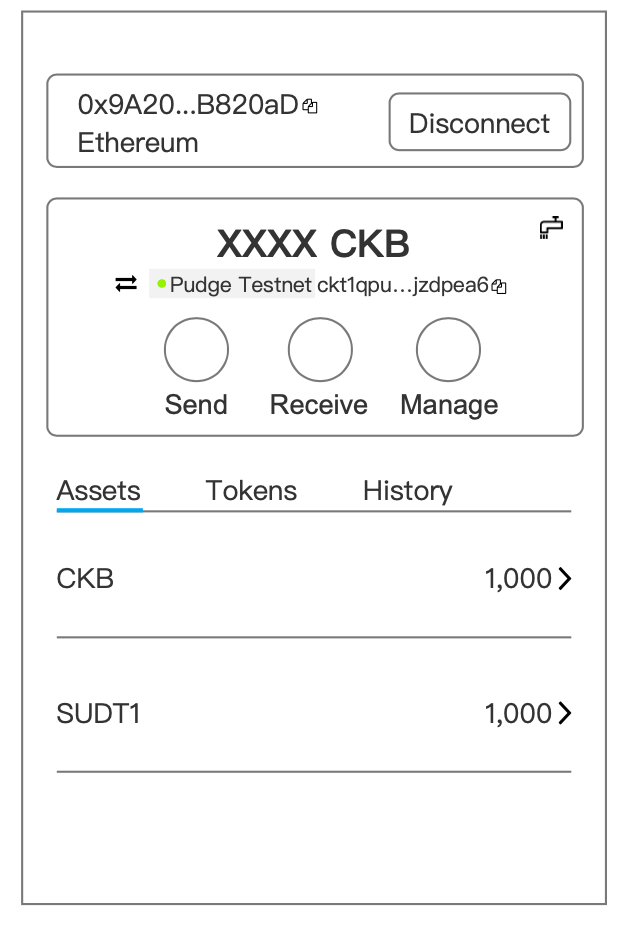 0x9A20...B820aD
Ethereum
Disconnect
XXXX CKB
Pudge Testnet ckt1qpu...jzdpea6
Send Receive Manage
Assets Tokens History
CKB 1,000
SUDT1 1,000